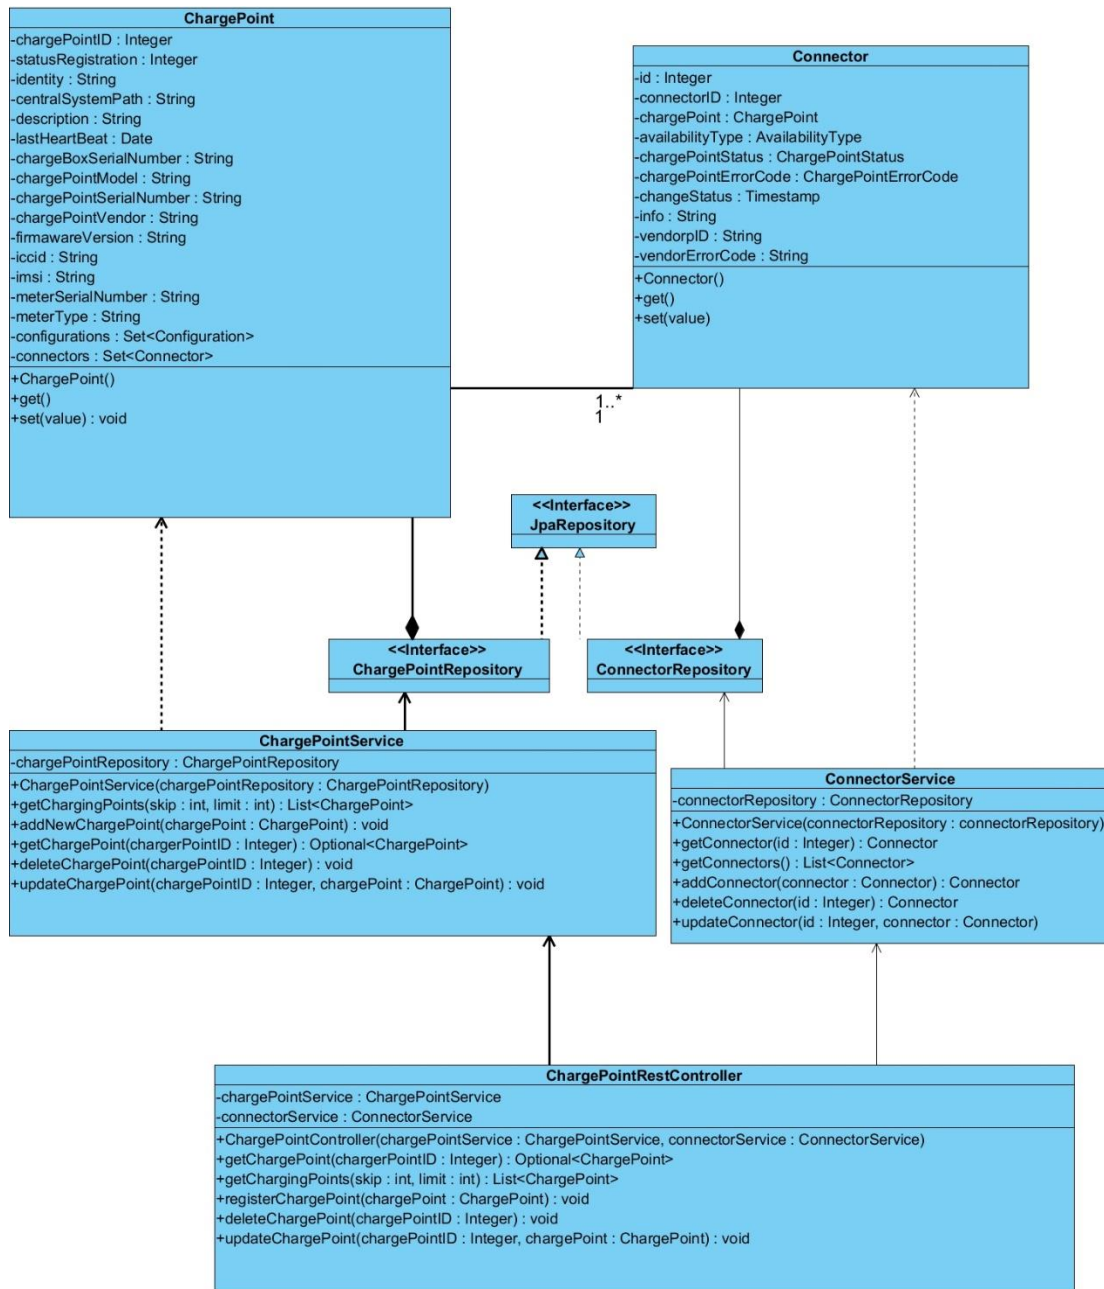 ChargePoint
-chargePointID : Integer
-statusRegistration : Integer
-identity : String
-centralSystemPath : String
-description : String
-lastHeartBeat : Date
-chargeBoxSerialNumber : String
-chargePointModel : String
-chargePointSerialNumber : String
-chargePointVendor : String
-firmawareVersion : String
-iccid : String
-imsi : String
-meterSerialNumber : String
-meterType : String
-configurations : Set<Configuration>
-connectors : Set<Connector>
+ChargePoint()
+get()
+set(value) : void
Connector
-id : Integer
-connectorID : Integer
-chargePoint : ChargePoint
-availabilityType : AvailabilityType
-chargePointStatus : ChargePointStatus
-chargePointErrorCode : ChargePointErrorCode
-changeStatus : Timestamp
-info : String
-vendorpID : String
-vendorErrorCode : String
+Connector()
+get()
+set(value)
1..*
1
<<Interface>>
JpaRepository
<<Interface>>
ChargePointRepository
<<Interface>>
ConnectorRepository
ChargePointService
-chargePointRepository : ChargePointRepository
+ChargePointService(chargePointRepository : ChargePointRepository)
+getChargingPoints(skip : int, limit : int) : List<ChargePoint>
+addNewChargePoint(chargePoint : ChargePoint) : void
+getChargePoint(chargerPointID : Integer) : Optional<ChargePoint>
+deleteChargePoint(chargePointID : Integer) : void
+updateChargePoint(chargePointID : Integer, chargePoint : ChargePoint) : void
ConnectorService
-connectorRepository : ConnectorRepository
+ConnectorService(connectorRepository : connectorRepository)
+getConnector(id : Integer) : Connector
+getConnectors() : List<Connector>
+addConnector(connector : Connector) : Connector
+deleteConnector(id : Integer) : Connector
+updateConnector(id : Integer, connector : Connector)
ChargePointRestController
-chargePointService : ChargePointService
-connectorService : ConnectorService
+ChargePointController(chargePointService : ChargePointService, connectorService : ConnectorService)
+getChargePoint(chargerPointID : Integer) : Optional<ChargePoint>
+getChargingPoints(skip : int, limit : int) : List<ChargePoint>
+registerChargePoint(chargePoint : ChargePoint) : void
+deleteChargePoint(chargePointID : Integer) : void
+updateChargePoint(chargePointID : Integer, chargePoint : ChargePoint) : void